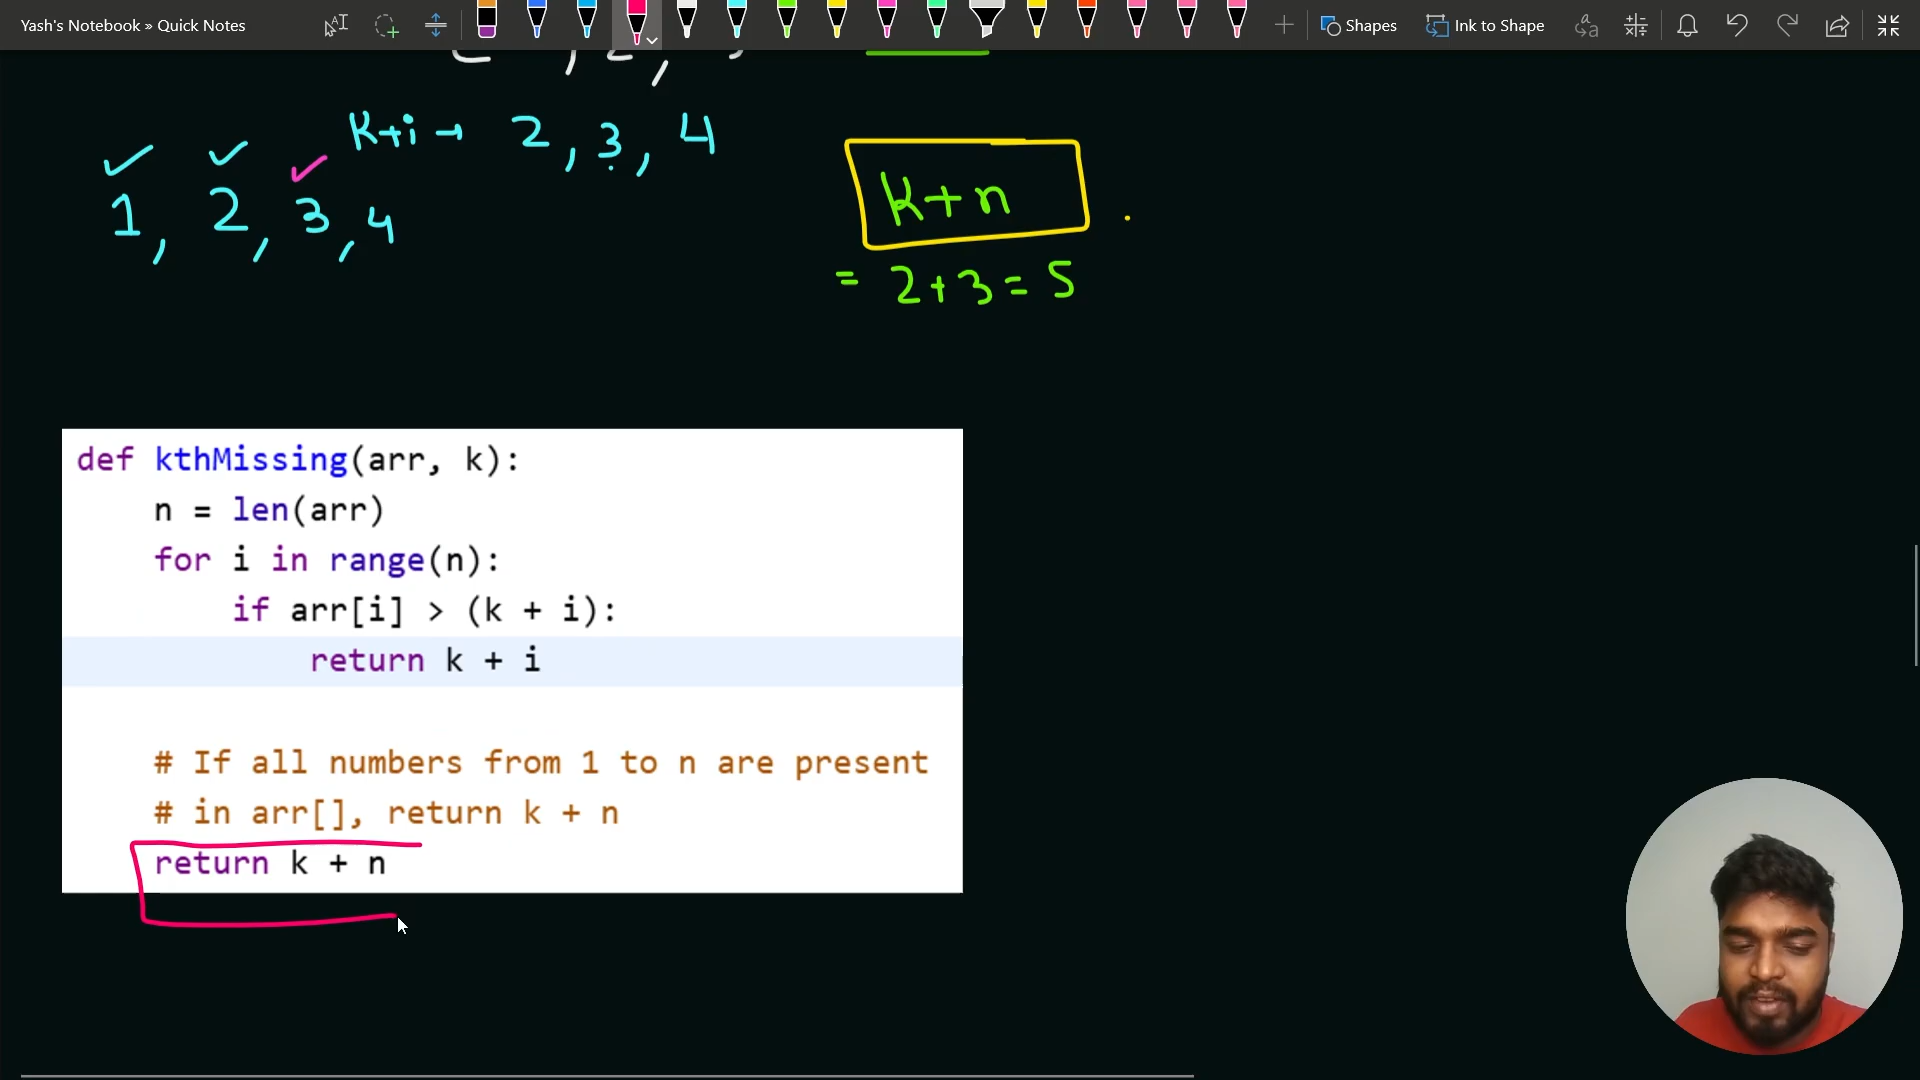 Yash's Notebook » Quick Notes
Shapes
Ink to Shape
K+i → 2, 3, 4
1, 2, 3, 4
k+n
= 2+3 = 5
def kthMissing(arr, k):
n = len(arr)
for i in range(n):
if arr[i] > (k + i):
return k + i
# If all numbers from 1 to n are present
# in arr[], return k + n
return k + n